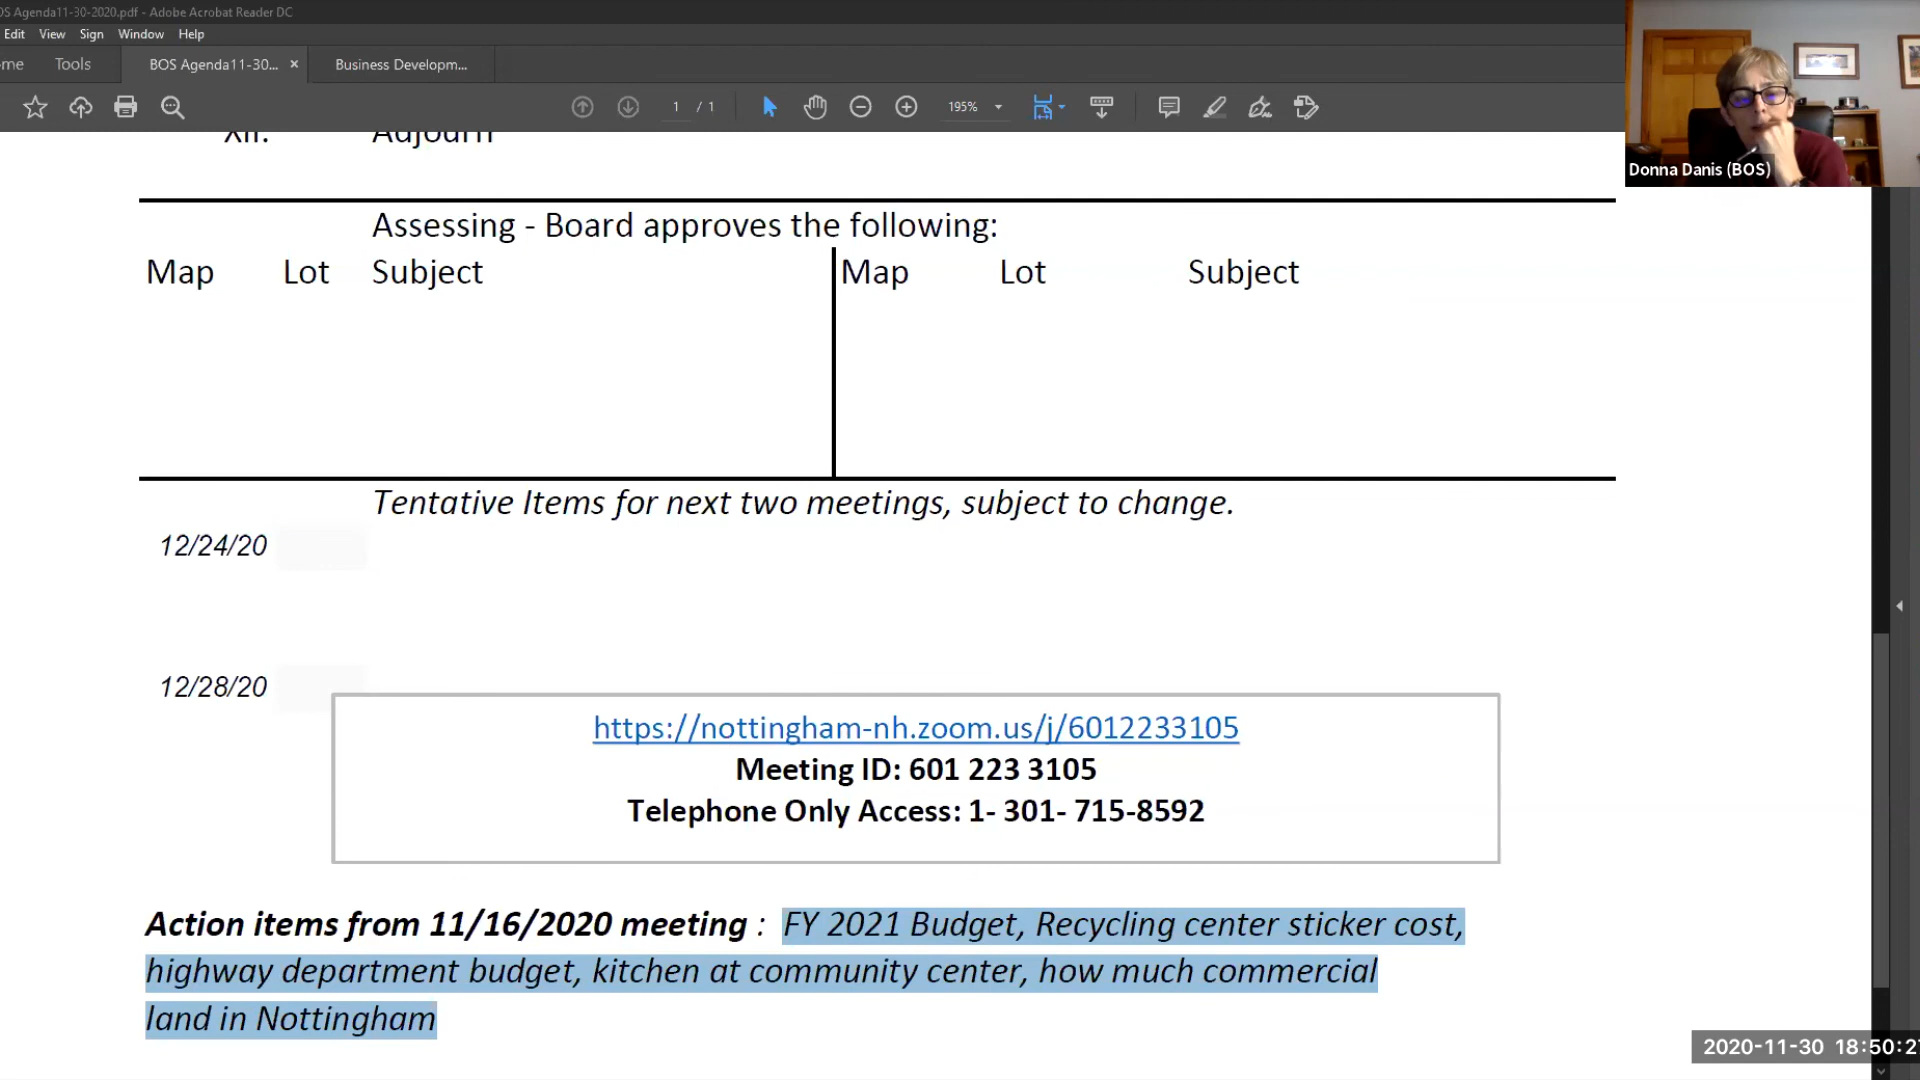 OS Agenda11-30-2020.pdf - Adobe Acrobat Reader DC
Edit View Sign Window Help
me Tools BOS Agenda11-30... × Business Developm...
1 / 1 195%
Donna Danis (BOS)
XII. Adjourn
Assessing - Board approves the following:
Map Lot Subject Map Lot Subject
Tentative Items for next two meetings, subject to change.
12/24/20
12/28/20
https://nottingham-nh.zoom.us/j/6012233105
Meeting ID: 601 223 3105
Telephone Only Access: 1- 301- 715-8592
Action items from 11/16/2020 meeting : FY 2021 Budget, Recycling center sticker cost,
highway department budget, kitchen at community center, how much commercial
land in Nottingham
2020-11-30 18:50:27